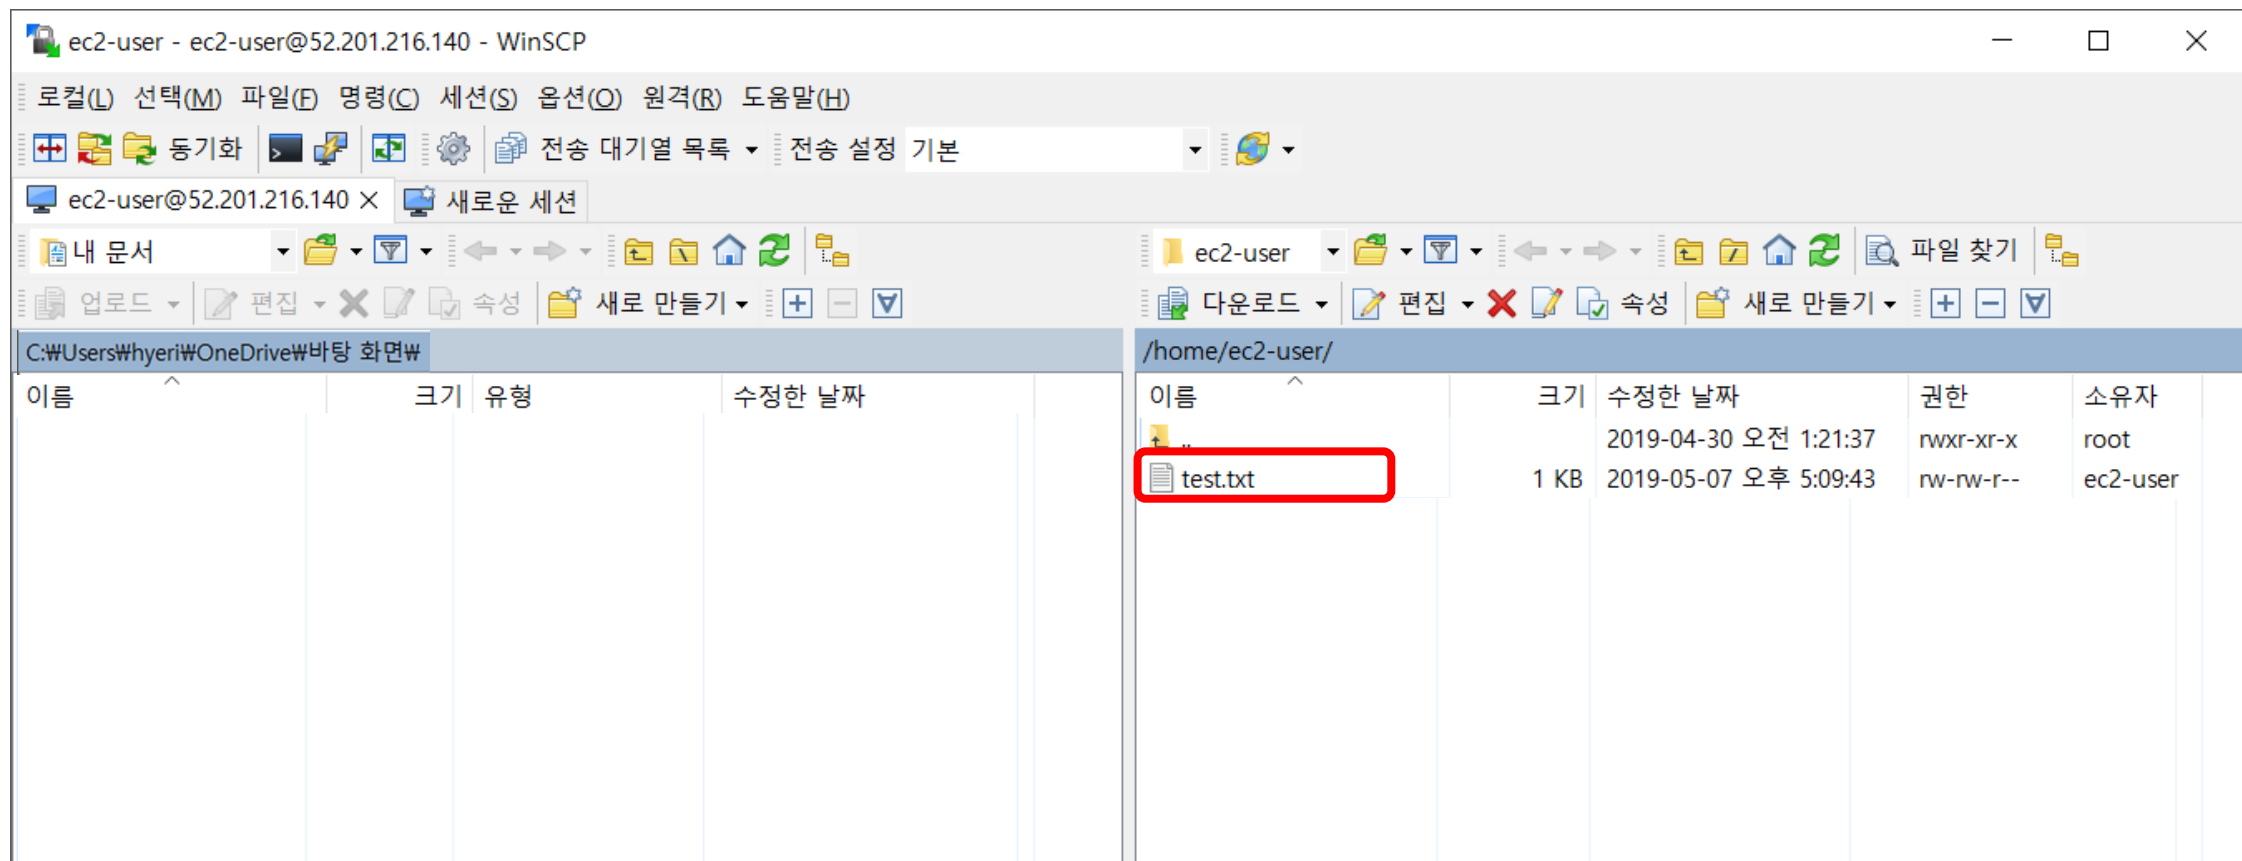 ec2-user - ec2-user@52.201.216.140 - WinSCP
로컬(L) 선택(M) 파일(F) 명령(C) 세션(S) 옵션(O) 원격(R) 도움말(H)
동기화 전송 대기열 목록 전송 설정 기본
ec2-user@52.201.216.140 새로운 세션
내 문서 ec2-user 파일 찾기
업로드 편집 속성 새로 만들기 다운로드 편집 속성 새로 만들기
C:₩Users₩hyeri₩OneDrive₩바탕 화면₩ /home/ec2-user/
이름 크기 유형 수정한 날짜 이름 크기 수정한 날짜 권한 소유자
.. 2019-04-30 오전 1:21:37 rwxr-xr-x root
test.txt 1 KB 2019-05-07 오후 5:09:43 rw-rw-r-- ec2-user